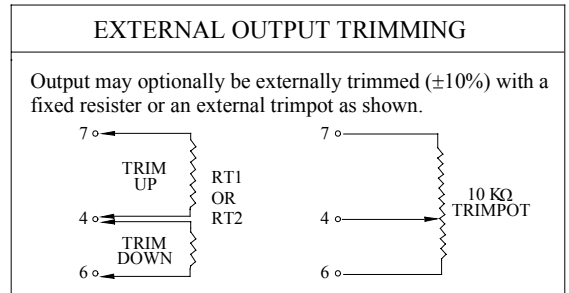 EXTERNAL OUTPUT TRIMMING
Output may optionally be externally trimmed (±10%) with a
fixed resister or an external trimpot as shown.
7
TRIM
UP
RT1
OR
RT2
4
TRIM
DOWN
6
7
10 KΩ
TRIMPOT
4
6